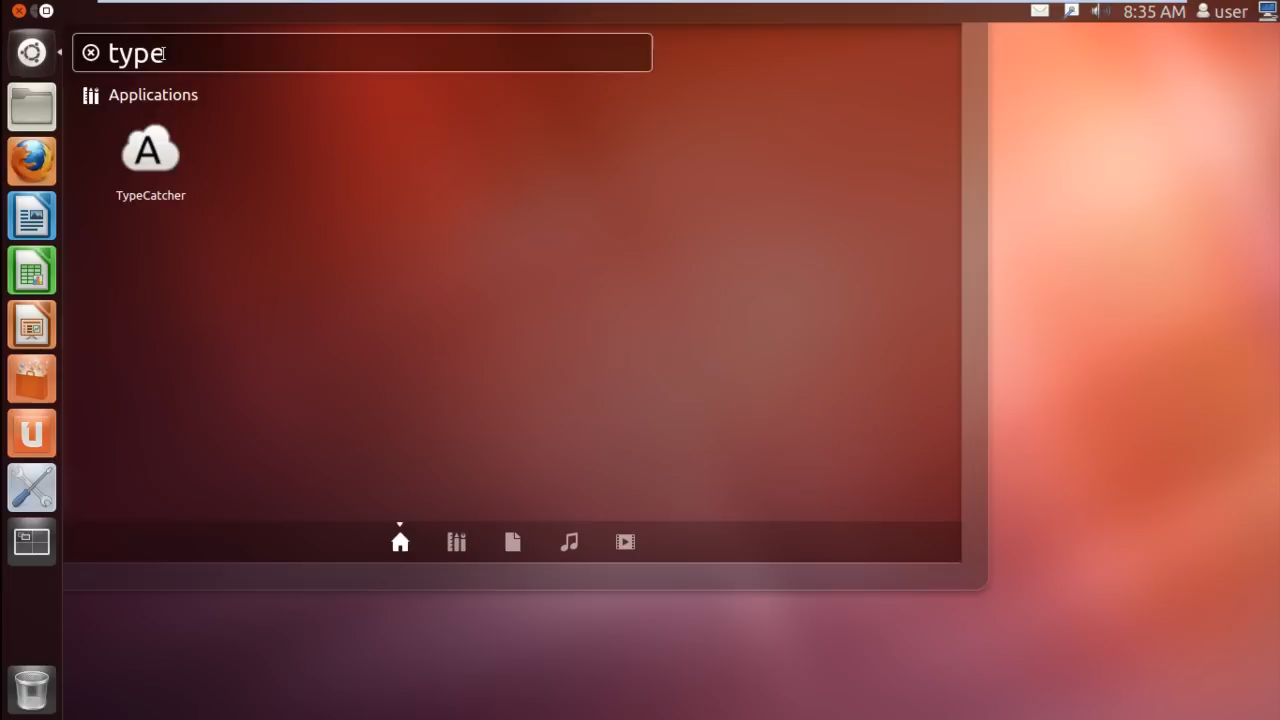 8:35 AM user
type
Applications
A
TypeCatcher
u